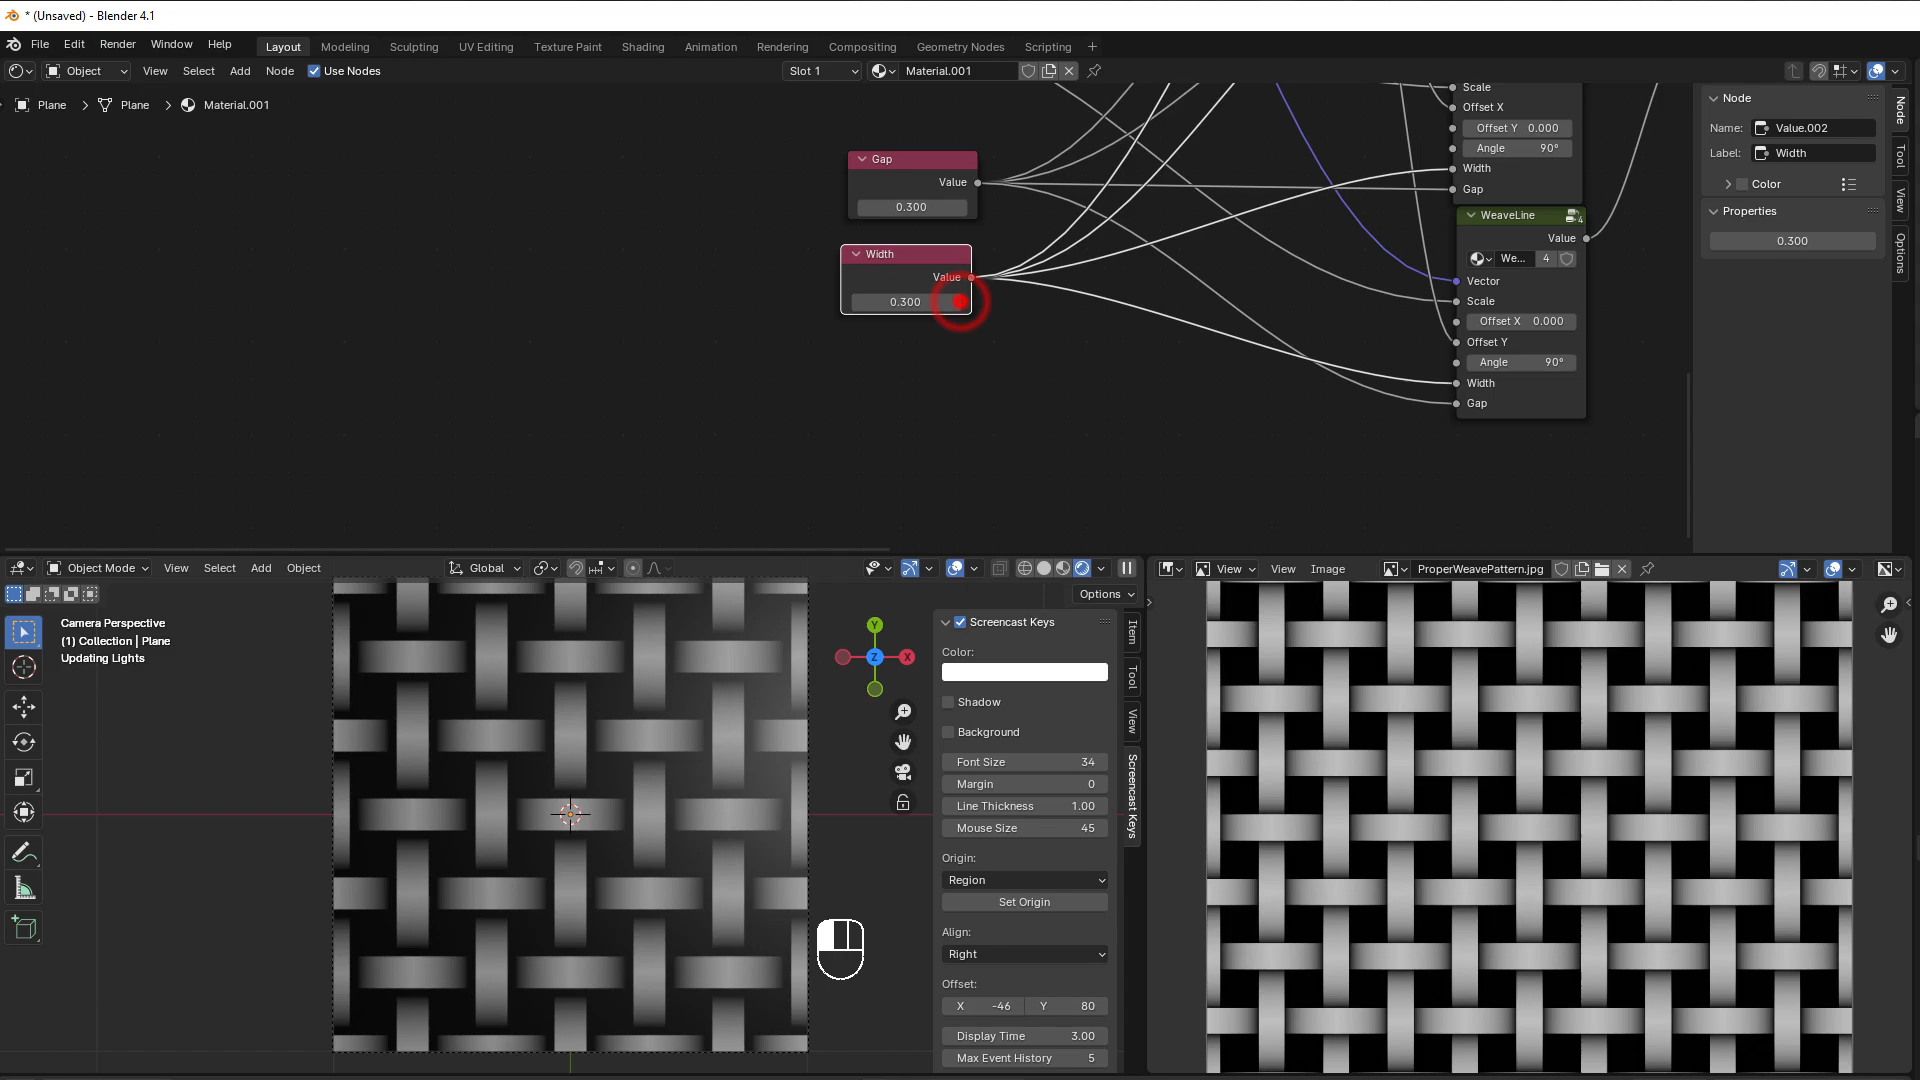 * (Unsaved) - Blender 4.1
File Edit Render Window Help Layout Modeling Sculpting UV Editing Texture Paint Shading Animation Rendering Compositing Geometry Nodes Scripting +
Object View Select Add Node Use Nodes Slot 1 Material.001
Plane > Plane > Material.001
Gap
Value
0.300
Width
Value
0.300
Scale
Offset X
Offset Y 0.000
Angle 90°
Width
Gap
WeaveLine
4
Value
We... 4
Vector
Scale
Offset X 0.000
Offset Y
Angle 90°
Width
Gap
Node
Name: Value.002
Label: Width
Color
Properties
0.300
Node
Tool
View
Options
Object Mode View Select Add Object Global
Options
Camera Perspective
(1) Collection | Plane
Updating Lights
Y
Z
X
Screencast Keys
Color:
Shadow
Background
Font Size 34
Margin 0
Line Thickness 1.00
Mouse Size 45
Origin:
Region
Set Origin
Align:
Right
Offset:
X -46 Y 80
Display Time 3.00
Max Event History 5
Item
Tool
View
Screencast Keys
View View Image ProperWeavePattern.jpg